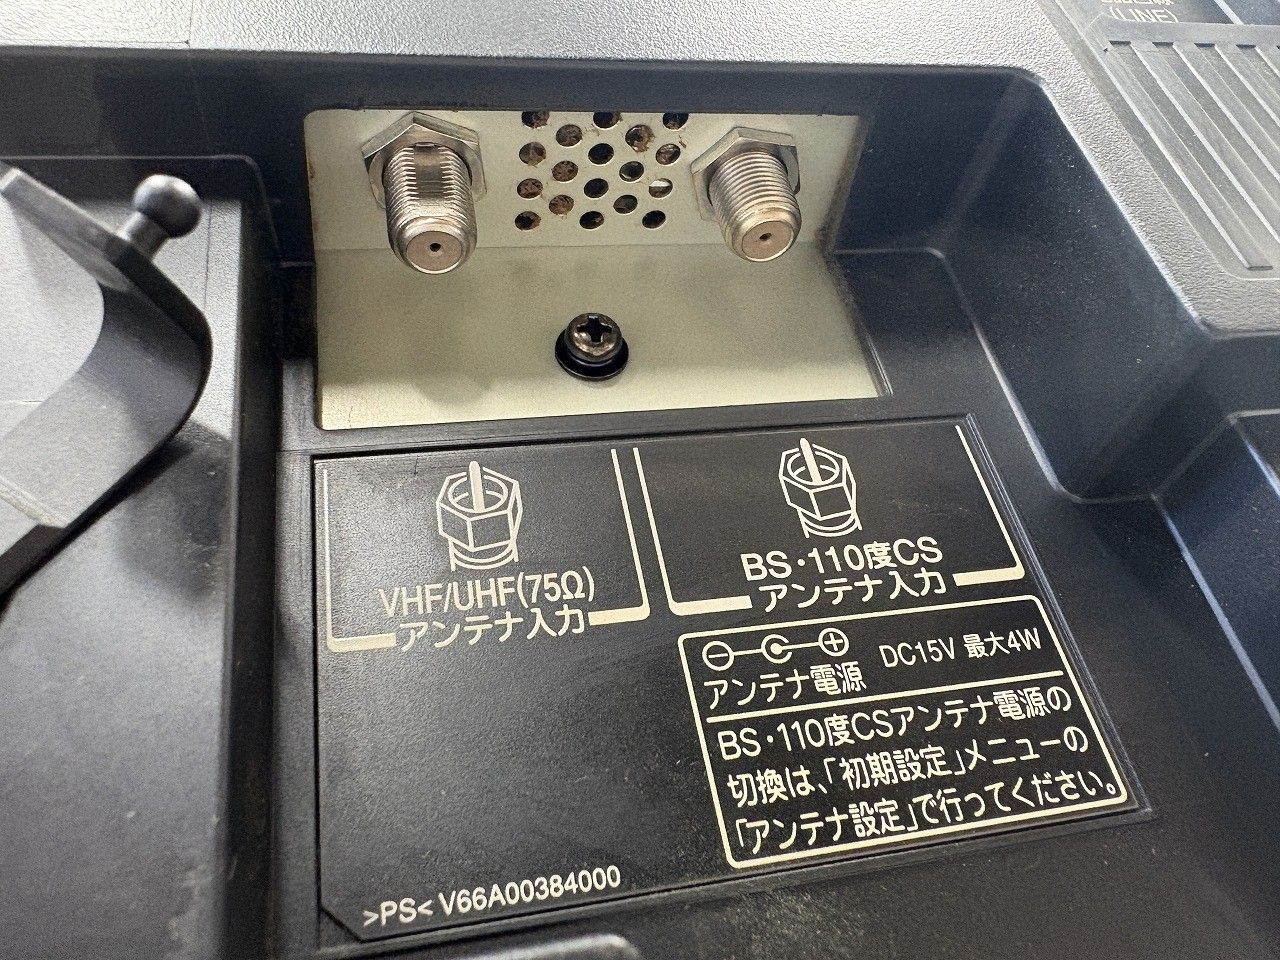 (LINE)
VHF/UHF(75Ω)
アンテナ入力
BS・110度CS
アンテナ入力
アンテナ電源 DC15V 最大4W
BS・110度CSアンテナ電源の
切換は、「初期設定」メニューの
「アンテナ設定」で行ってください。
>PS< V66A00384000